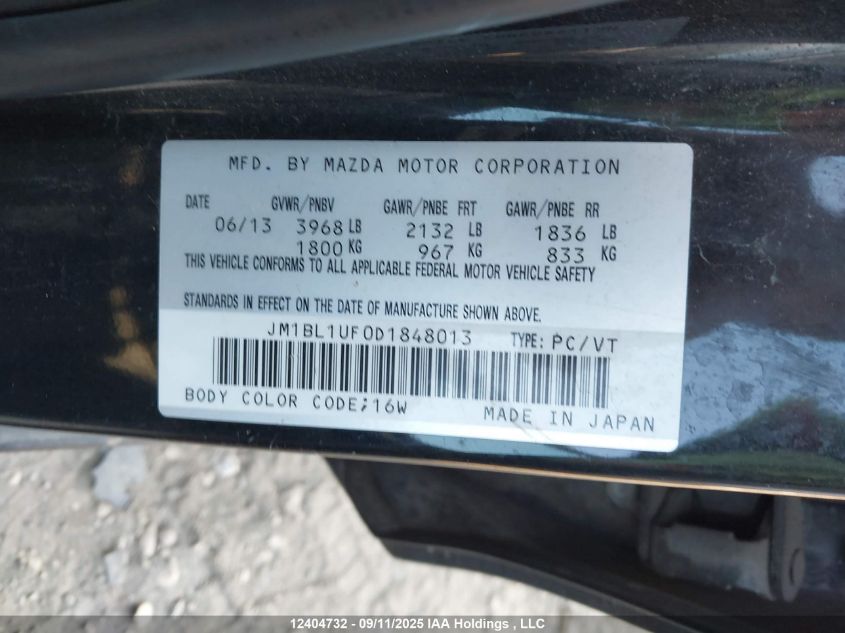 MFD. BY MAZDA MOTOR CORPORATION
DATE GVWR/PNBV GAWR/PNBE FRT GAWR/PNBE RR
06/13 3968 LB 2132 LB 1836 LB
1800 KG 967 KG 833 KG
THIS VEHICLE CONFORMS TO ALL APPLICABLE FEDERAL MOTOR VEHICLE SAFETY
STANDARDS IN EFFECT ON THE DATE OF MANUFACTURE SHOWN ABOVE.
JM1BL1UF0D1848013 TYPE: PC/VT
BODY COLOR CODE;16W MADE IN JAPAN
12404732 - 09/11/2025 IAA Holdings , LLC